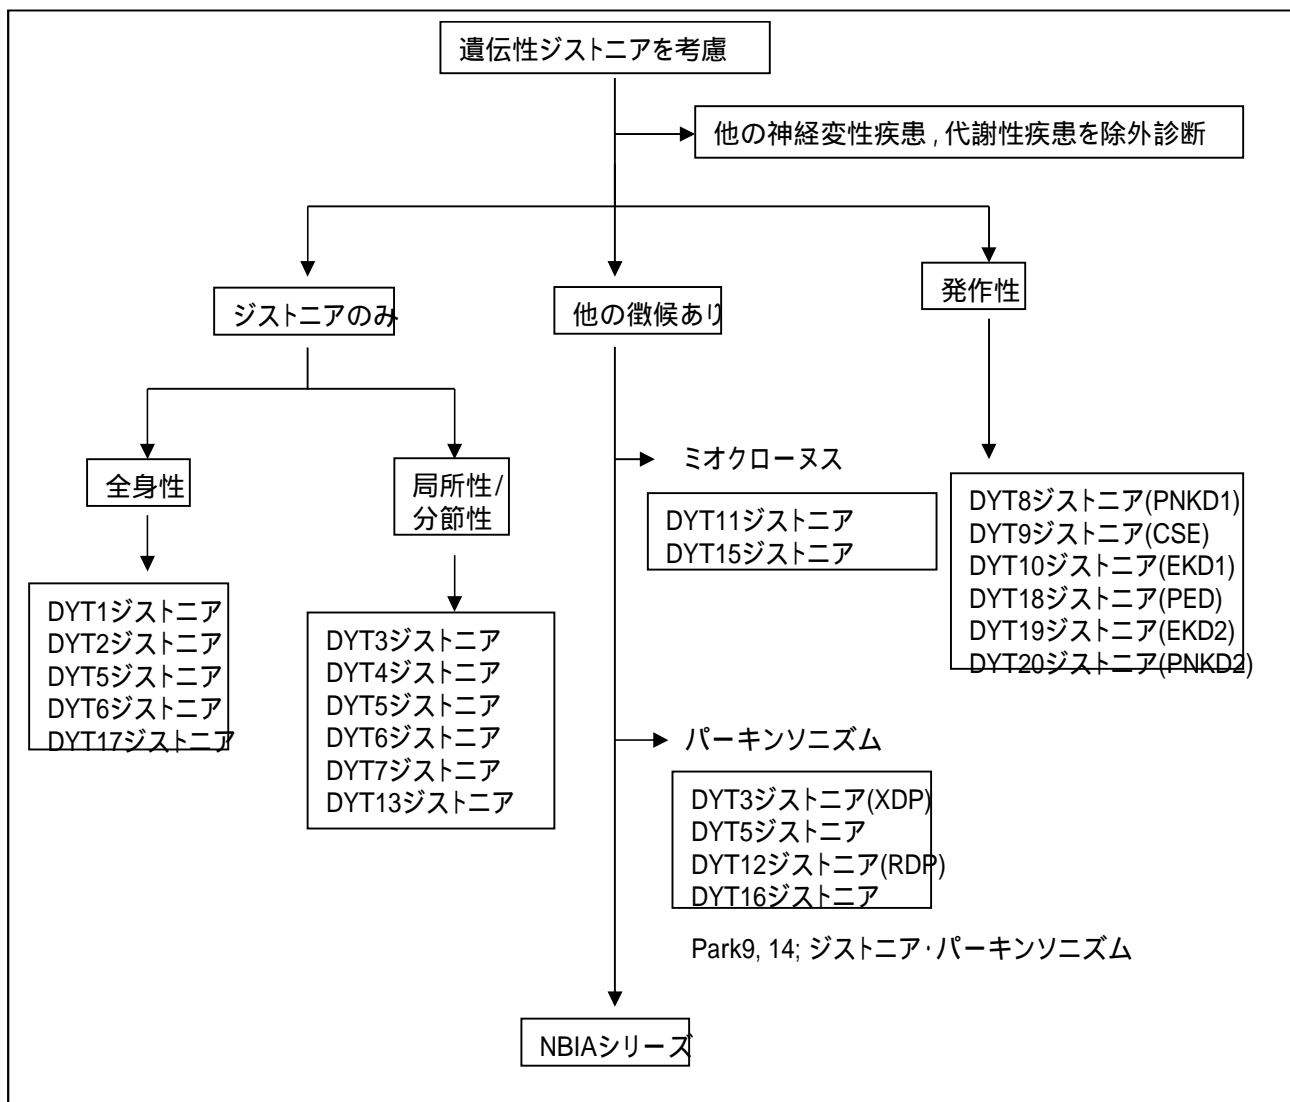 遺伝性ジストニアを考慮
他の神経変性疾患,代謝性疾患を除外診断
ジストニアのみ
他の徴候あり
発作性
全身性
局所性/
分節性
DYT1ジストニア
DYT2ジストニア
DYT5ジストニア
DYT6ジストニア
DYT17ジストニア
DYT3ジストニア
DYT4ジストニア
DYT5ジストニア
DYT6ジストニア
DYT7ジストニア
DYT13ジストニア
ミオクローヌス
DYT11ジストニア
DYT15ジストニア
パーキンソニズム
DYT3ジストニア(XDP)
DYT5ジストニア
DYT12ジストニア(RDP)
DYT16ジストニア
Park9, 14; ジストニア・パーキンソニズム
NBIAシリーズ
DYT8ジストニア(PNKD1)
DYT9ジストニア(CSE)
DYT10ジストニア(EKD1)
DYT18ジストニア(PED)
DYT19ジストニア(EKD2)
DYT20ジストニア(PNKD2)